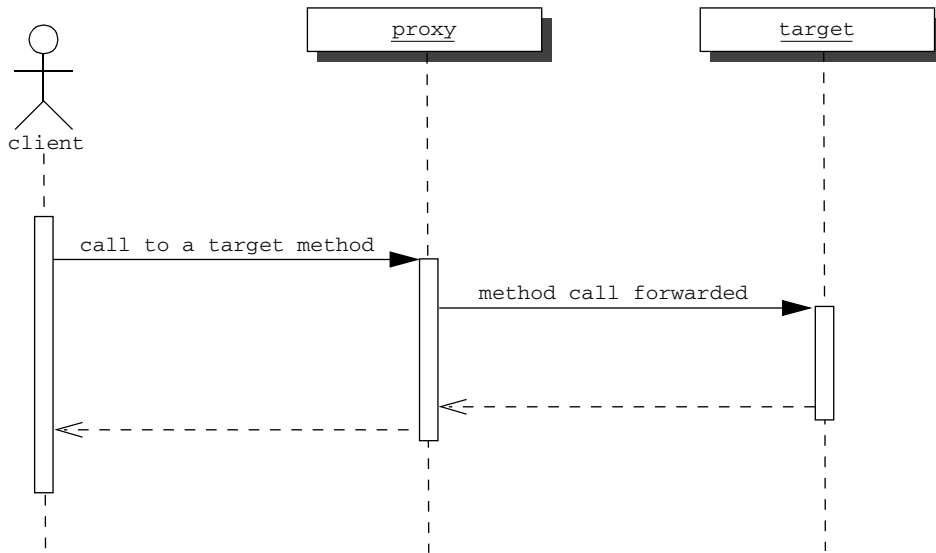 proxy
target
client
call to a target method
method call forwarded